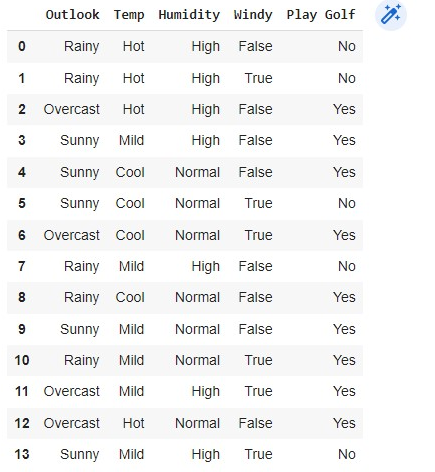 Outlook Temp Humidity Windy Play Golf
0 Rainy Hot High False No
1 Rainy Hot High True No
2 Overcast Hot High False Yes
3 Sunny Mild High False Yes
4 Sunny Cool Normal False Yes
5 Sunny Cool Normal True No
6 Overcast Cool Normal True Yes
7 Rainy Mild High False No
8 Rainy Cool Normal False Yes
9 Sunny Mild Normal False Yes
10 Rainy Mild Normal True Yes
11 Overcast Mild High True Yes
12 Overcast Hot Normal False Yes
13 Sunny Mild High True No